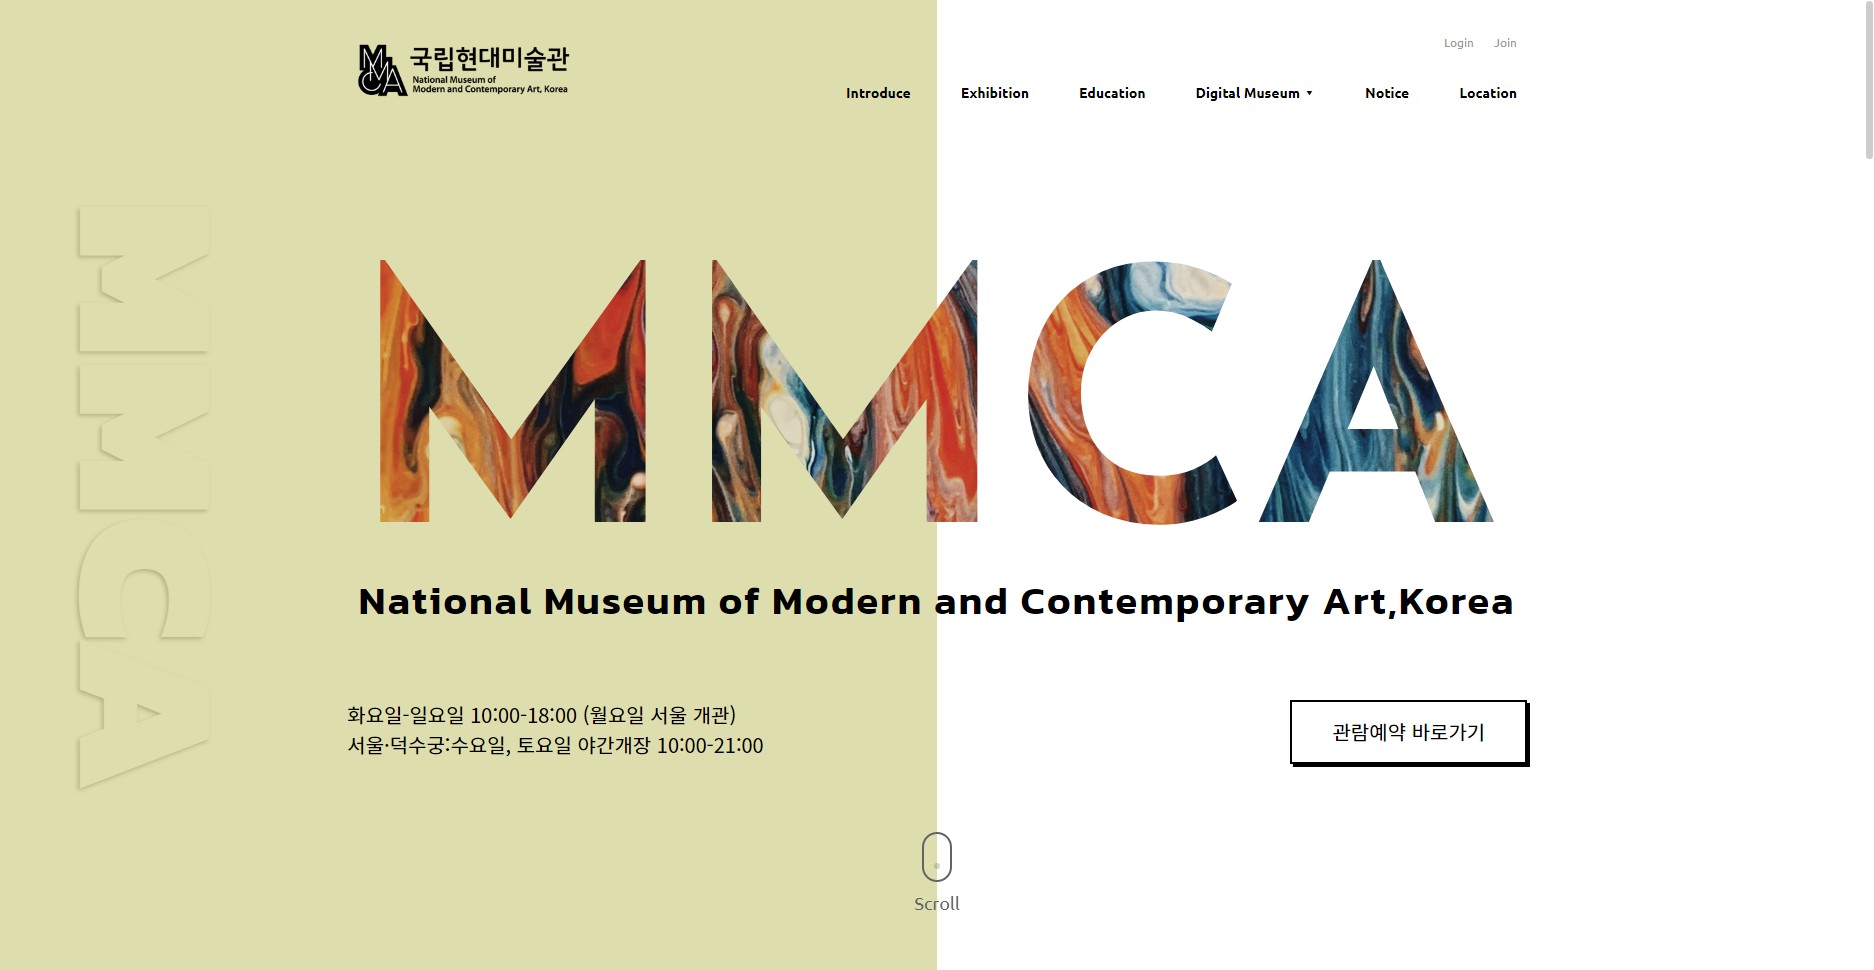 MMCA
국립현대미술관
National Museum of
Modern and Contemporary Art, Korea
Login Join
Introduce Exhibition Education Digital Museum ▼ Notice Location
MMCA
MMCA
National Museum of Modern and Contemporary Art,Korea
화요일-일요일 10:00-18:00 (월요일 서울 개관)
서울·덕수궁:수요일, 토요일 야간개장 10:00-21:00
관람예약 바로가기
Scroll